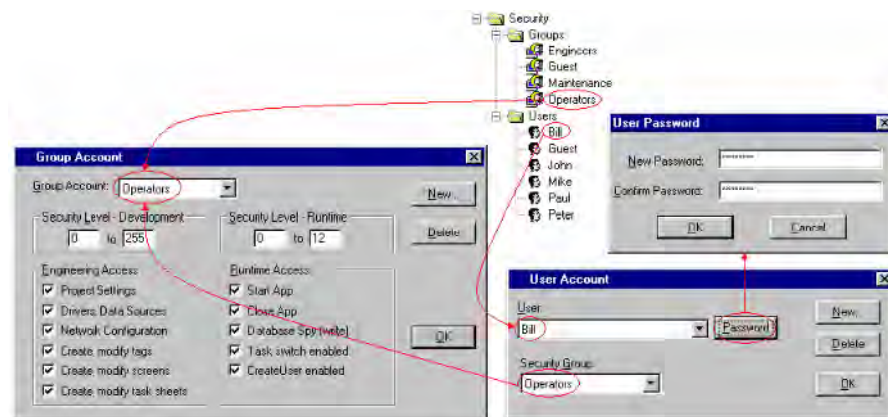 Security
Groups
Engineers
Guest
Maintenance
Operators
Users
Bill
Guest
John
Mike
Paul
Peter
User Password
New Password:
********
Confirm Password:
********
OK
Cancel
Group Account
Group Account:
Operators
New...
Delete
OK
Security Level - Development
0 to 255
Security Level - Runtime
0 to 12
Engineering Access
Project Settings
Drivers, Data Sources
Network Configuration
Create, modify tags
Create, modify screens
Create, modify task sheets
Runtime Access
Start App
Close App
Database Spy (write)
Task switch enabled
CreateUser enabled
User Account
User
Bill
Password
New...
Delete
OK
Security Group
Operators